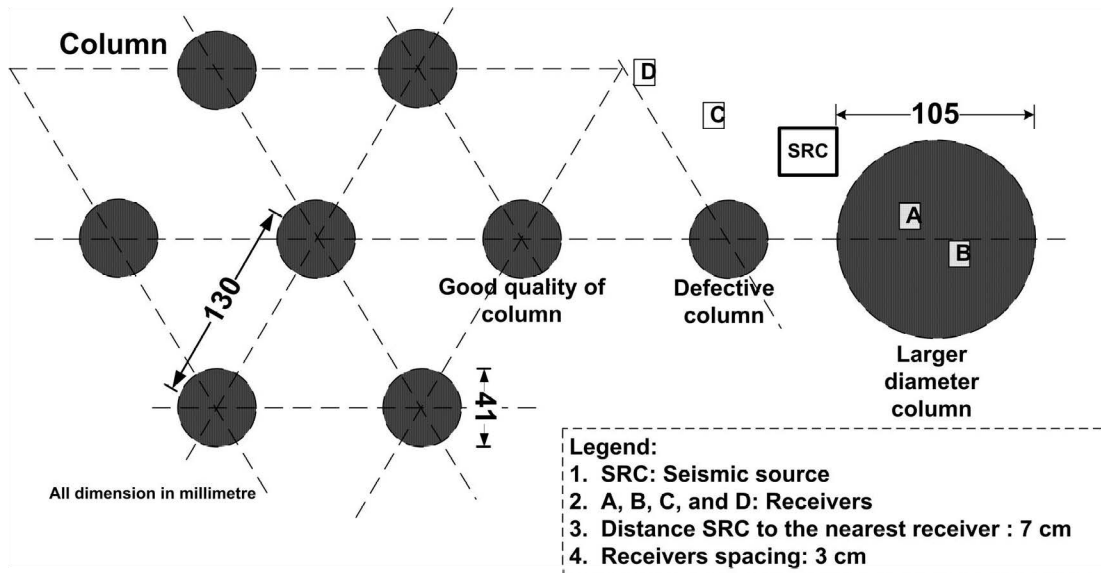 Column
D
C
105
SRC
A
B
130
Good quality of
column
Defective
column
Larger
diameter
column
41
All dimension in millimetre
Legend:
1. SRC: Seismic source
2. A, B, C, and D: Receivers
3. Distance SRC to the nearest receiver : 7 cm
4. Receivers spacing: 3 cm